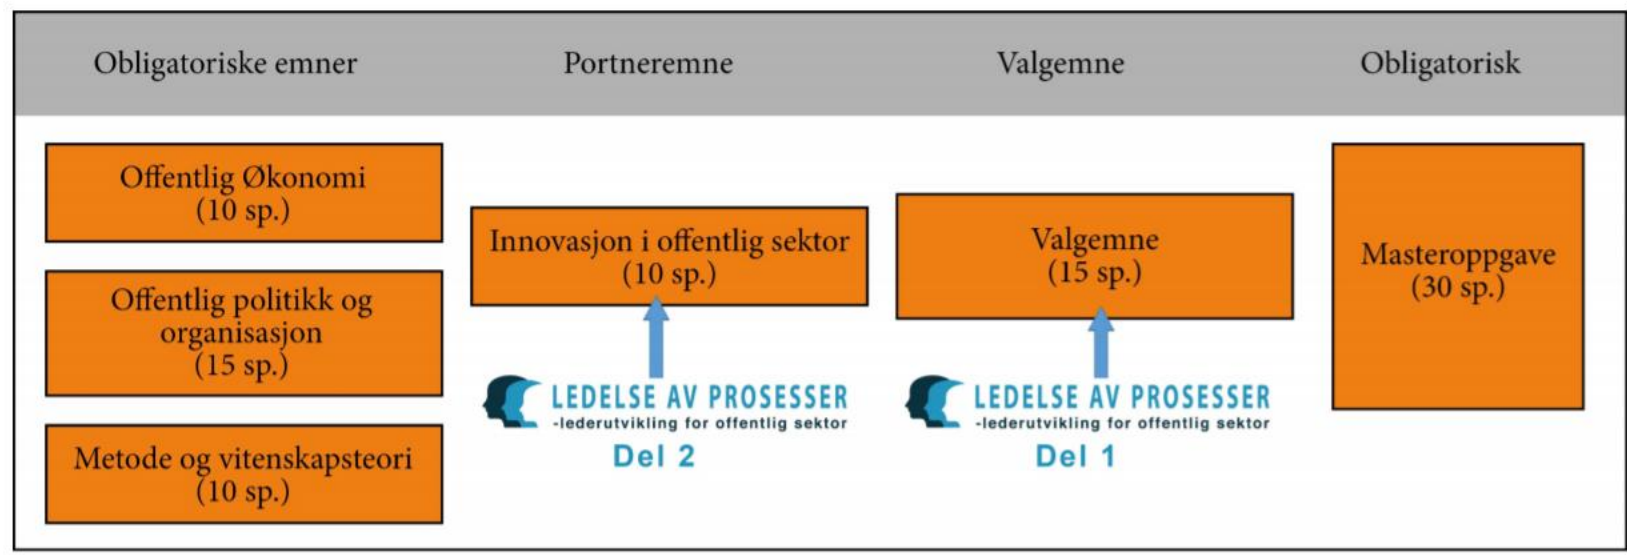 Obligatoriske emner
Portneremne
Valgemne
Obligatorisk
Offentlig Økonomi
(10 sp.)
Offentlig politikk og
organisasjon
(15 sp.)
Metode og vitenskapsteori
(10 sp.)
Innovasjon i offentlig sektor
(10 sp.)
LEDELSE AV PROSESSER
-lederutvikling for offentlig sektor
Del 2
Valgemne
(15 sp.)
LEDELSE AV PROSESSER
-lederutvikling for offentlig sektor
Del 1
Masteroppgave
(30 sp.)